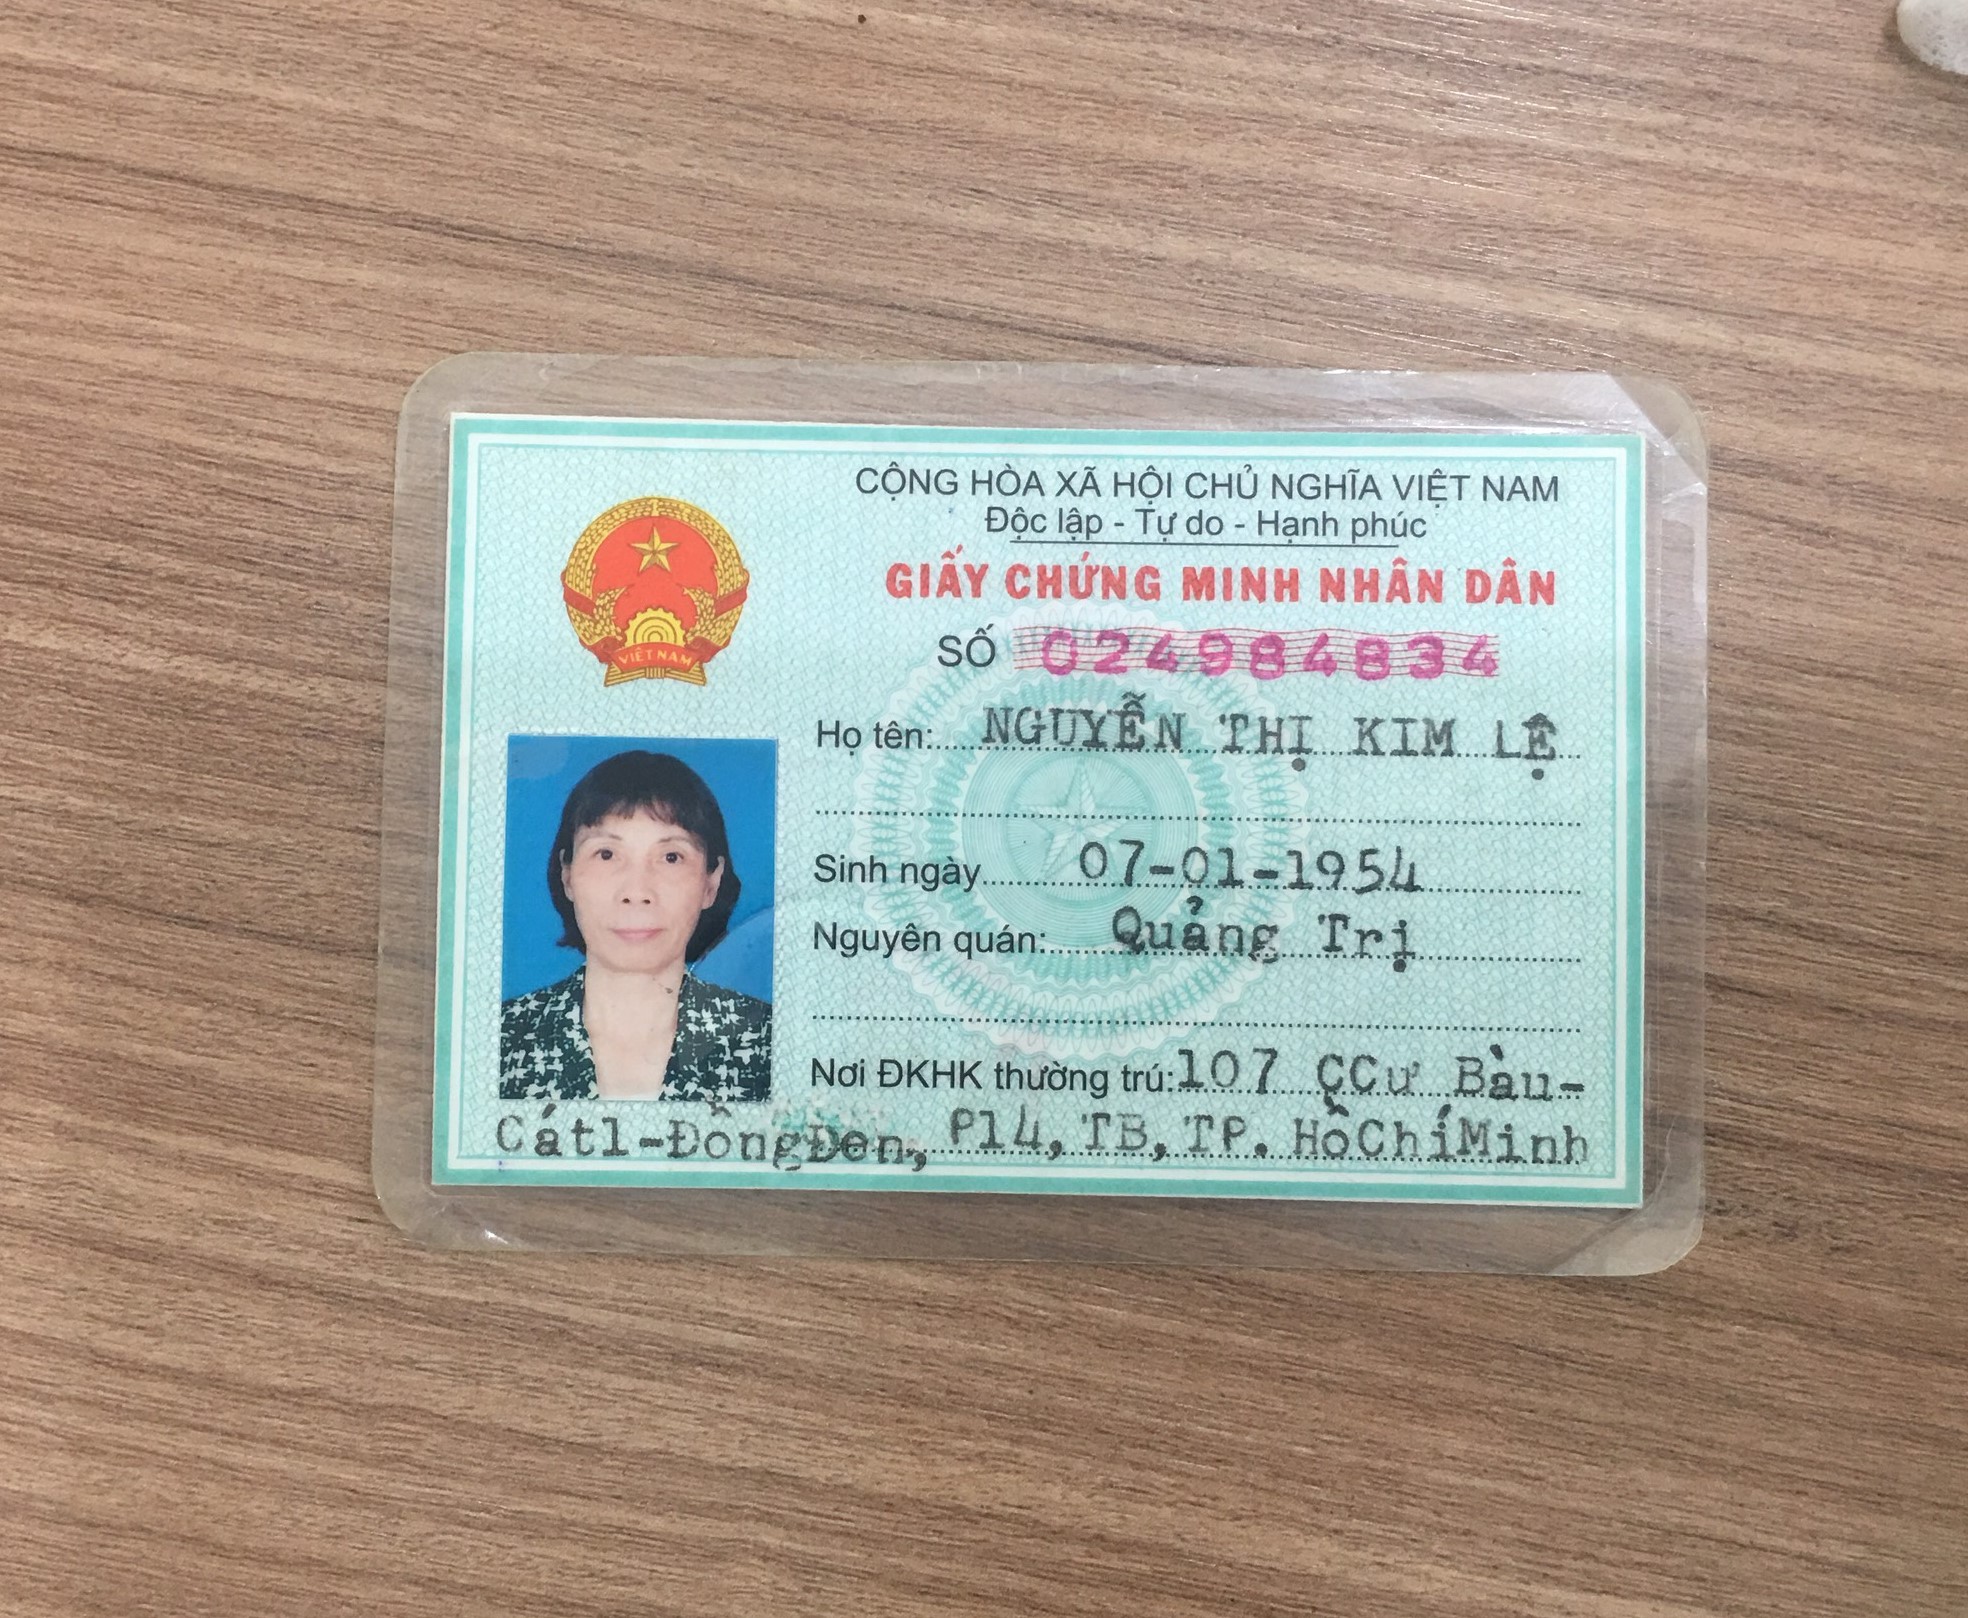 CỘNG HÒA XÃ HỘI CHỦ NGHĨA VIỆT NAM
Độc lập - Tự do - Hạnh phúc
GIẤY CHỨNG MINH NHÂN DÂN
SỐ 024984834
VIỆT NAM
Họ tên: NGUYỄN THỊ KIM LỆ
Sinh ngày 07-01-1954
Nguyên quán: Quảng Trị
Nơi ĐKHK thường trú: 107 CCư Bàu-
Cát1-ĐồngĐen, P14, TB, TP. HồChíMinh